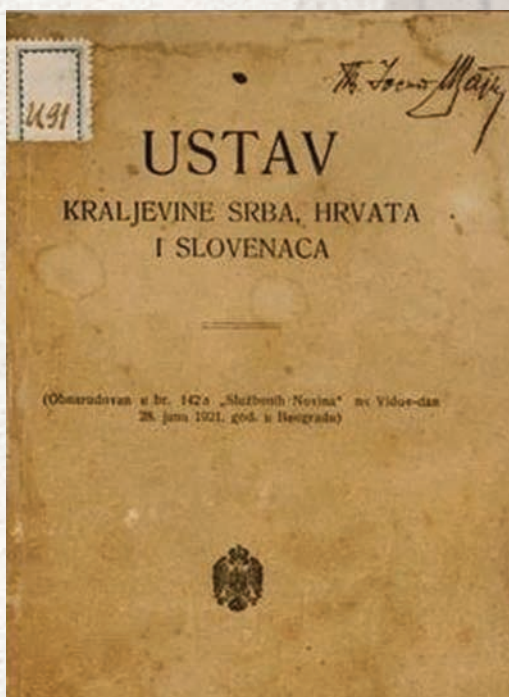 U91
USTAV
KRALJEVINE SRBA, HRVATA
I SLOVENACA
(Obnarodovan u br. 142a „Službenih Novina" na Vidov-dan
28. juna 1921. god. u Beogradu)